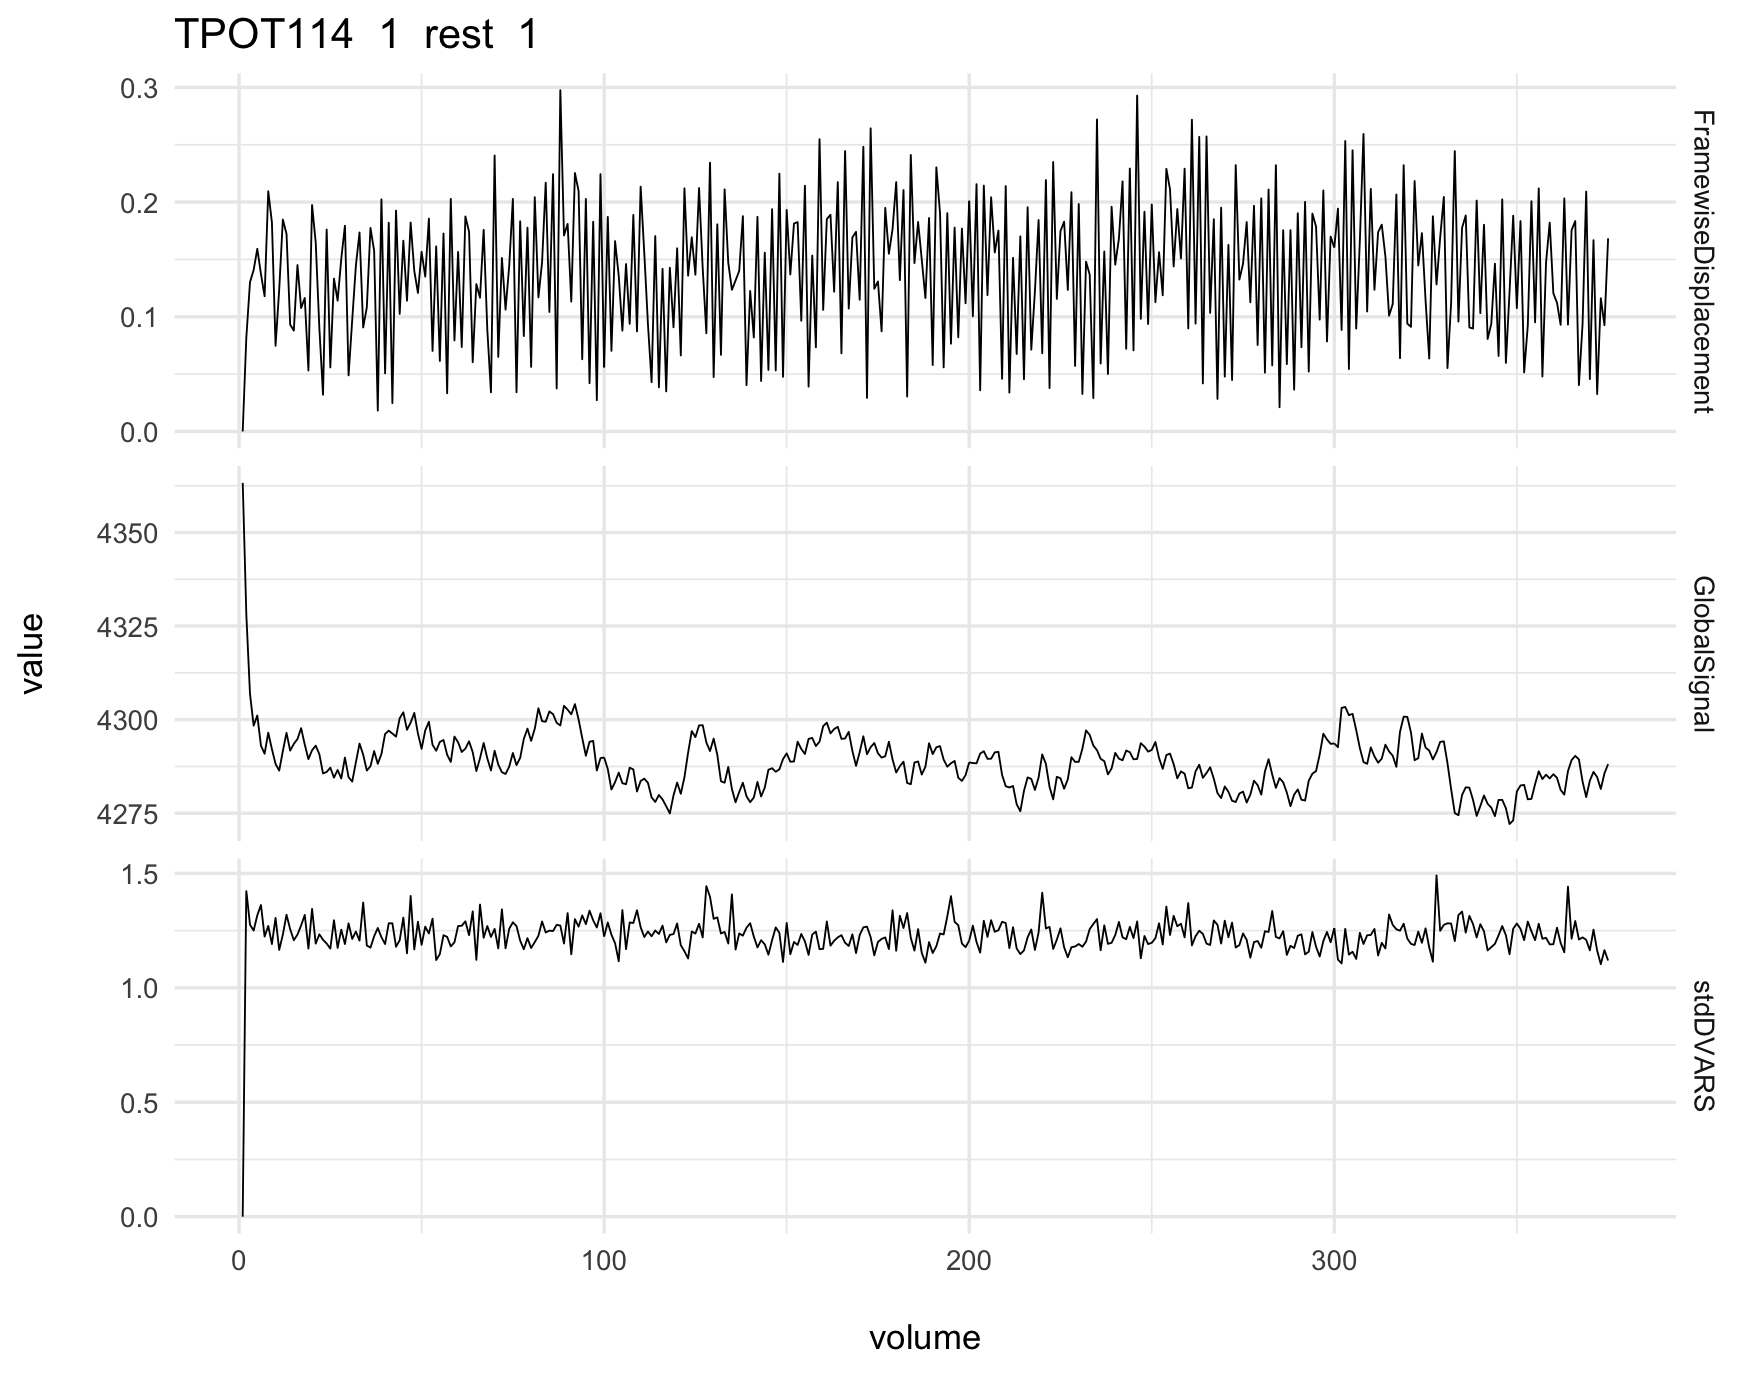 TPOT114 1 rest 1
0.3
0.2
0.1
0.0
FramewiseDisplacement
4350
4325
4300
4275
GlobalSignal
value
1.5
1.0
0.5
0.0
stdDVARS
0 100 200 300
volume